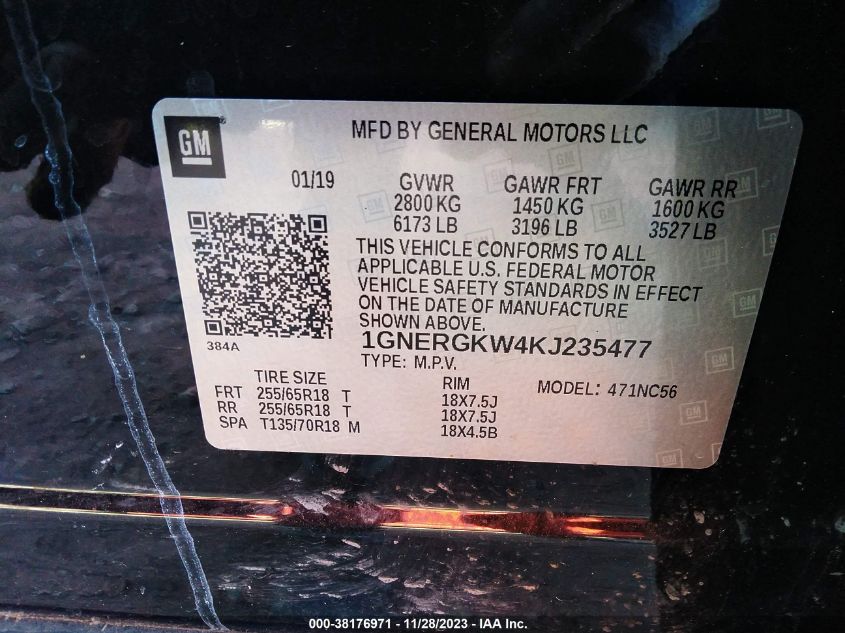 GM
MFD BY GENERAL MOTORS LLC
01/19 GVWR GAWR FRT GAWR RR
2800 KG 1450 KG 1600 KG
6173 LB 3196 LB 3527 LB
THIS VEHICLE CONFORMS TO ALL
APPLICABLE U.S. FEDERAL MOTOR
VEHICLE SAFETY STANDARDS IN EFFECT
ON THE DATE OF MANUFACTURE
SHOWN ABOVE.
384A
1GNERGKW4KJ235477
TYPE: M.P.V.
TIRE SIZE RIM MODEL: 471NC56
FRT 255/65R18 T 18X7.5J
RR 255/65R18 T 18X7.5J
SPA T135/70R18 M 18X4.5B
000-38176971 - 11/28/2023 - IAA Inc.